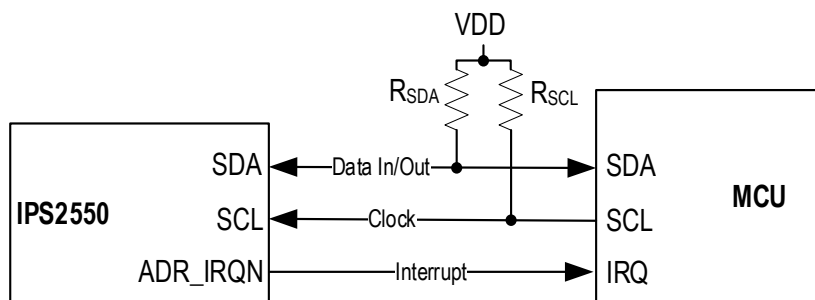 VDD
RSDA RSCL
SDA Data In/Out SDA
IPS2550 MCU
SCL Clock SCL
ADR_IRQN Interrupt IRQ